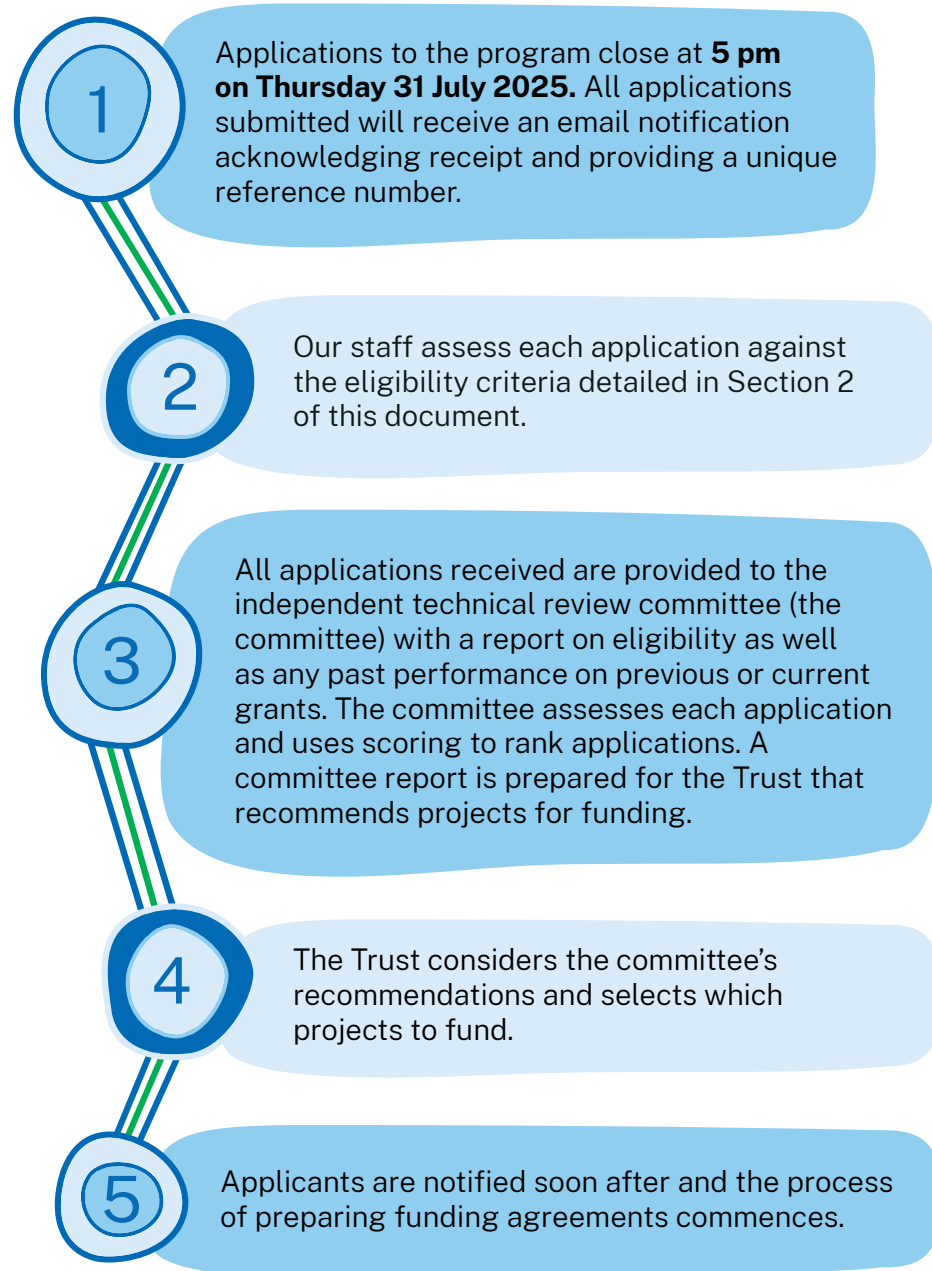 1
Applications to the program close at 5 pm
on Thursday 31 July 2025. All applications
submitted will receive an email notification
acknowledging receipt and providing a unique
reference number.
2
Our staff assess each application against
the eligibility criteria detailed in Section 2
of this document.
3
All applications received are provided to the
independent technical review committee (the
committee) with a report on eligibility as well
as any past performance on previous or current
grants. The committee assesses each application
and uses scoring to rank applications. A
committee report is prepared for the Trust that
recommends projects for funding.
4
The Trust considers the committee’s
recommendations and selects which
projects to fund.
5
Applicants are notified soon after and the process
of preparing funding agreements commences.